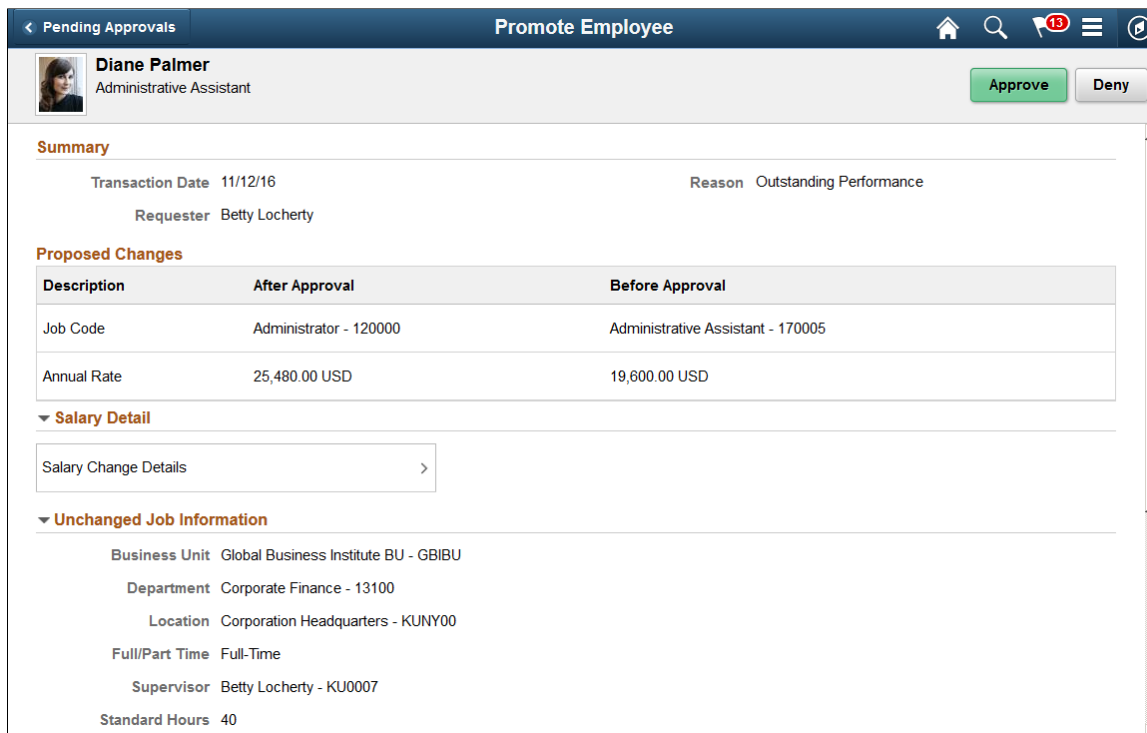 Pending Approvals Promote Employee 13
Diane Palmer
Administrative Assistant
Approve Deny
Summary
Transaction Date 11/12/16 Reason Outstanding Performance
Requester Betty Locherty
Proposed Changes
Description After Approval Before Approval
Job Code Administrator - 120000 Administrative Assistant - 170005
Annual Rate 25,480.00 USD 19,600.00 USD
Salary Detail
Salary Change Details
Unchanged Job Information
Business Unit Global Business Institute BU - GBIBU
Department Corporate Finance - 13100
Location Corporation Headquarters - KUNY00
Full/Part Time Full-Time
Supervisor Betty Locherty - KU0007
Standard Hours 40